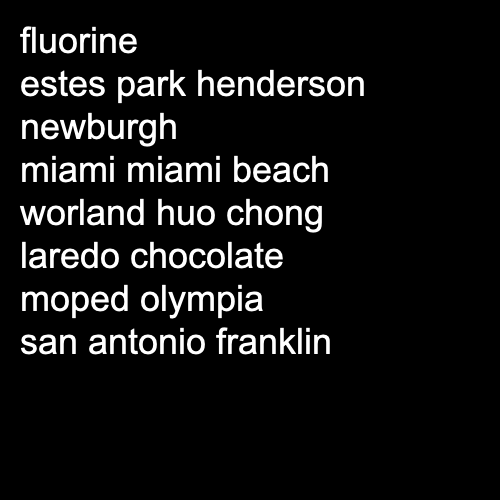 fluorine
estes park henderson
newburgh
miami miami beach
worland huo chong
laredo chocolate
moped olympia
san antonio franklin